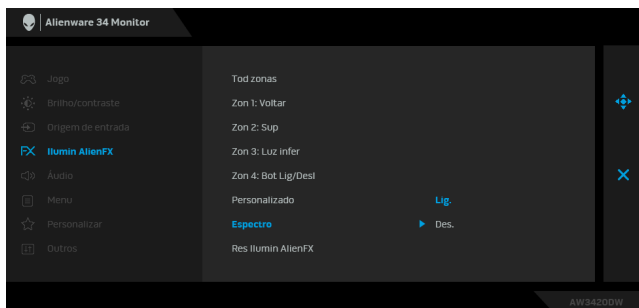 Alienware 34 Monitor
Jogo
Brilho/contraste
Origem de entrada
FX Ilumin AlienFX
Áudio
Menu
Personalizar
Outros
Tod zonas
Zon 1: Voltar
Zon 2: Sup
Zon 3: Luz infer
Zon 4: Bot Lig/Desl
Personalizado Lig.
Espectro Des.
Res Ilumin AlienFX
AW3420DW